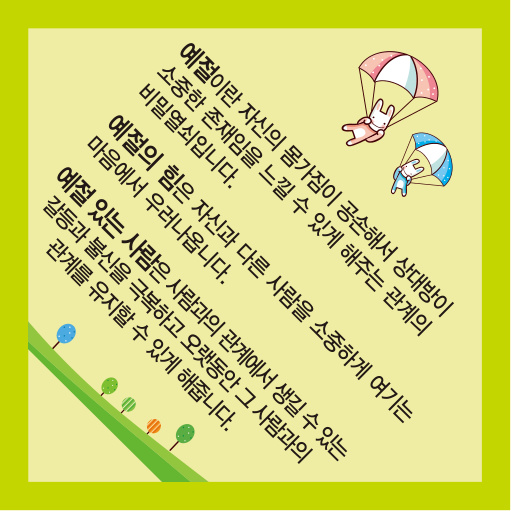 예절이란 자신의 몸가짐이 공손해서 상대방이
소중한 존재임을 느낄 수 있게 해주는 관계의
비밀열쇠입니다.
예절의 힘은 자신과 다른 사람을 소중하게 여기는
마음에서 우러나옵니다.
예절 있는 사람은 사람과의 관계에서 생길 수 있는
갈등과 불신을 극복하고 오랫동안 그 사람과의
관계를 유지할 수 있게 해줍니다.